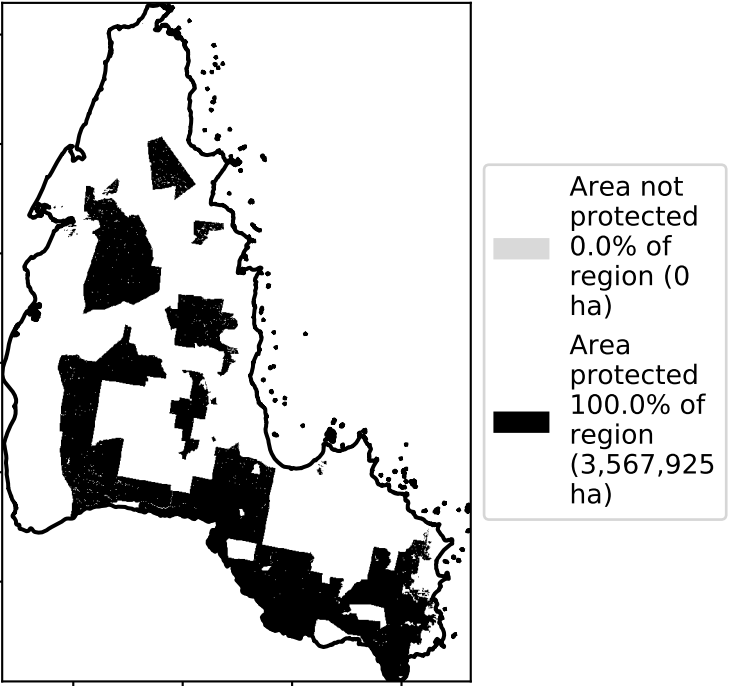 Area not
protected
0.0% of
region (0
ha)
Area
protected
100.0% of
region
(3,567,925
ha)